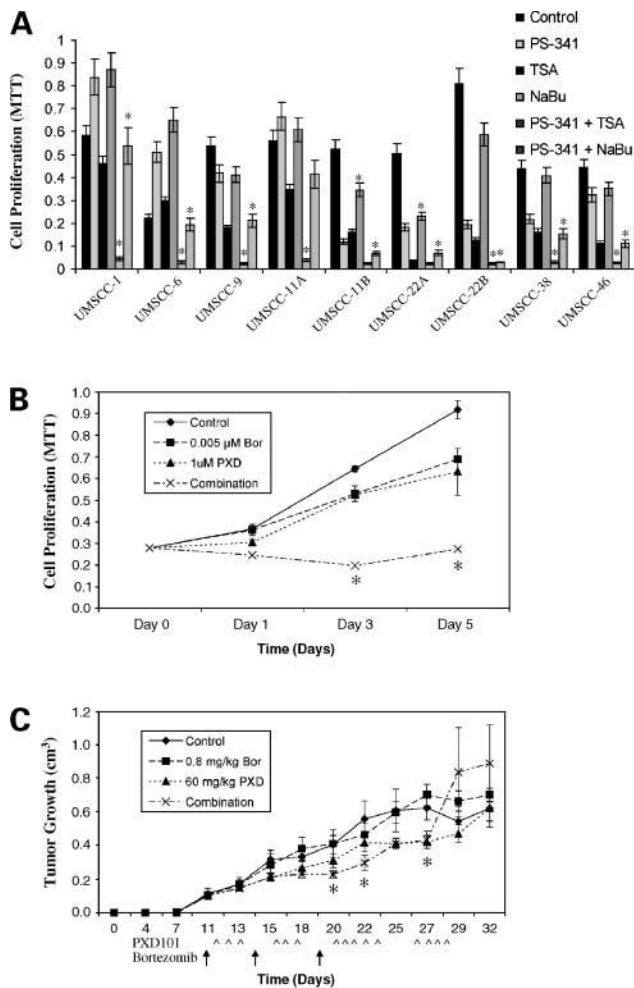 A
Control
PS-341
TSA
NaBu
PS-341 + TSA
PS-341 + NaBu
Cell Proliferation (MTT)
1
0.9
0.8
0.7
0.6
0.5
0.4
0.3
0.2
0.1
0
* * * * * * * * * * * * * * * * * * *
UMSCC-1
UMSCC-6
UMSCC-9
UMSCC-11A
UMSCC-11B
UMSCC-22A
UMSCC-22B
UMSCC-38
UMSCC-46
B
Cell Proliferation (MTT)
1.0
0.9
0.8
0.7
0.6
0.5
0.4
0.3
0.2
0.1
0.0
Control
0.005 µM Bor
1uM PXD
Combination
* *
Day 0 Day 1 Day 3 Day 5
Time (Days)
C
Tumor Growth (cm³)
1.2
1.0
0.8
0.6
0.4
0.2
0.0
Control
0.8 mg/kg Bor
60 mg/kg PXD
Combination
* * *
0 4 7 11 13 15 18 20 22 25 27 29 32
PXD101 ^ ^ ^ ^^^ ^ ^^^ ^ ^ ^ ^^^^
Bortezomib
Time (Days)